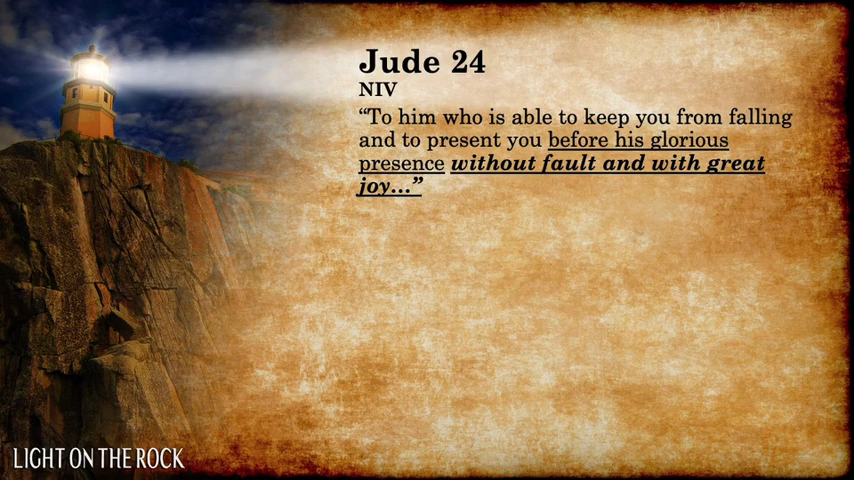 Jude 24
NIV
“To him who is able to keep you from falling
and to present you before his glorious
presence without fault and with great
joy...”
LIGHT ON THE ROCK